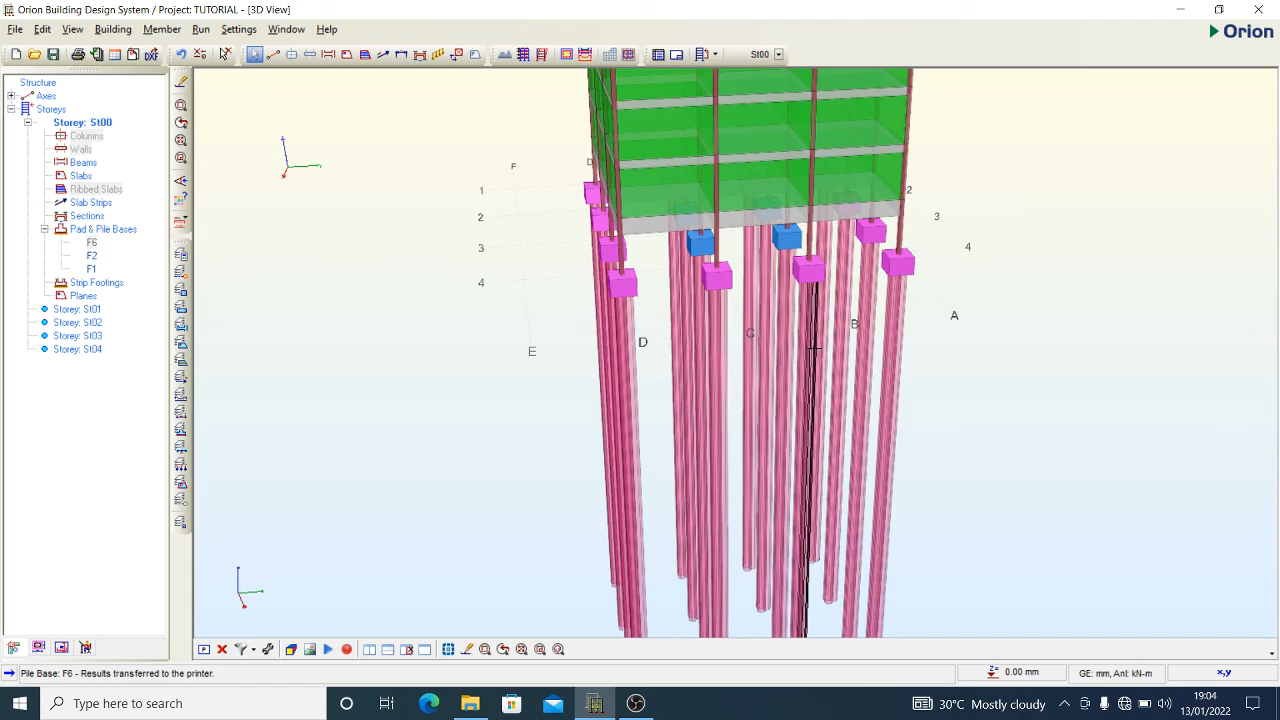 Orion Building Design System / Project: TUTORIAL - [3D View]
File Edit View Building Member Run Settings Window Help
Orion
DXF St00
Structure
Axes
Storeys
Storey: St00
Columns
Walls
Beams
Slabs
Ribbed Slabs
Slab Strips
Sections
Pad & Pile Bases
F6
F2
F1
Strip Footings
Planes
Storey: St01
Storey: St02
Storey: St03
Storey: St04
F D
1 2
2 3
3 4
4
E D C B A
Pile Base: F6 - Results transferred to the printer.
Z= 0.00 mm
GE: mm, Anl: kN-m
x,y
Type here to search
30°C Mostly cloudy
19:04
13/01/2022